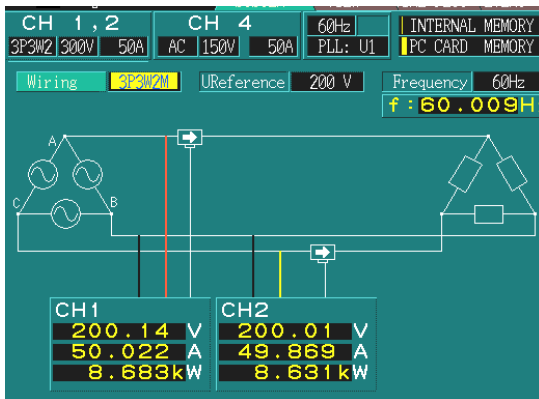 CH 1,2 CH 4 60Hz INTERNAL MEMORY
3P3W2 300V 50A AC 150V 50A PLL: U1 PC CARD MEMORY
Wiring 3P3W2M UReference 200 V Frequency 60Hz
f:60.009H
A
C B
CH1 CH2
200.14 V 200.01 V
50.022 A 49.869 A
8.683kW 8.631kW